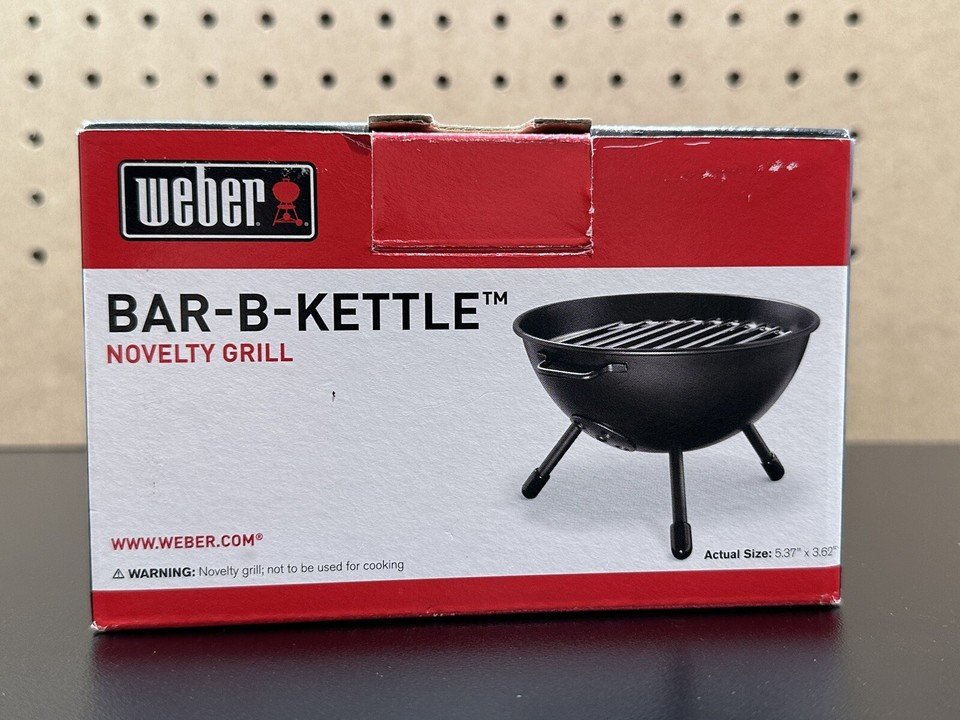 weber
BAR-B-KETTLE™
NOVELTY GRILL
WWW.WEBER.COM®
⚠ WARNING: Novelty grill; not to be used for cooking
Actual Size: 5.37" x 3.62"